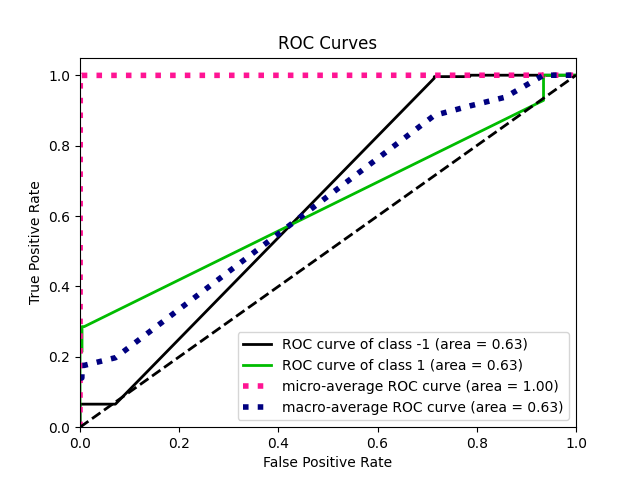 ROC Curves
True Positive Rate
1.0
0.8
0.6
0.4
0.2
0.0
ROC curve of class -1 (area = 0.63)
ROC curve of class 1 (area = 0.63)
micro-average ROC curve (area = 1.00)
macro-average ROC curve (area = 0.63)
0.0 0.2 0.4 0.6 0.8 1.0
False Positive Rate